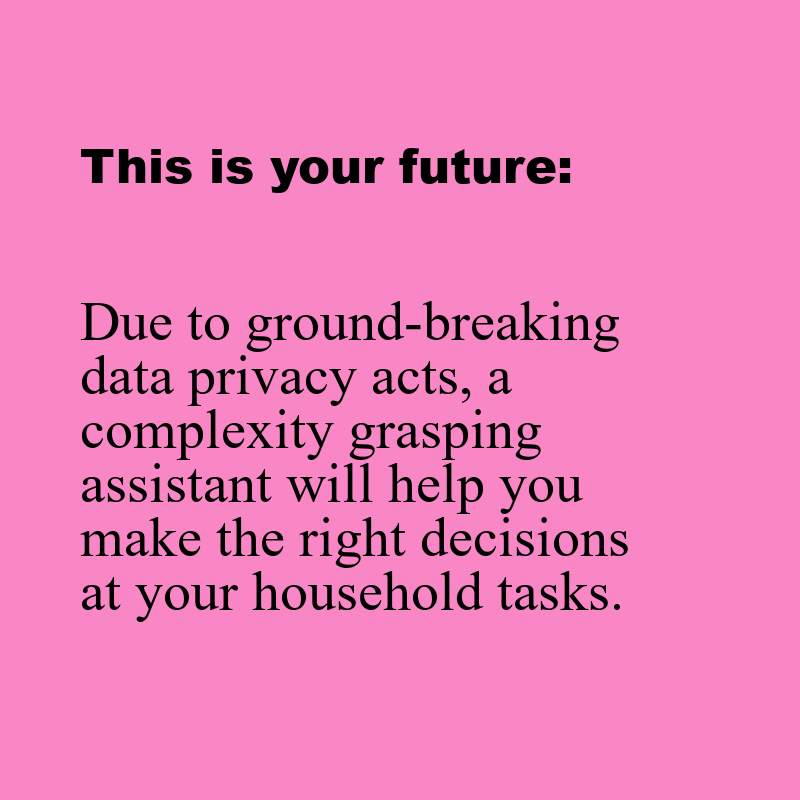 This is your future:
Due to ground-breaking
data privacy acts, a
complexity grasping
assistant will help you
make the right decisions
at your household tasks.